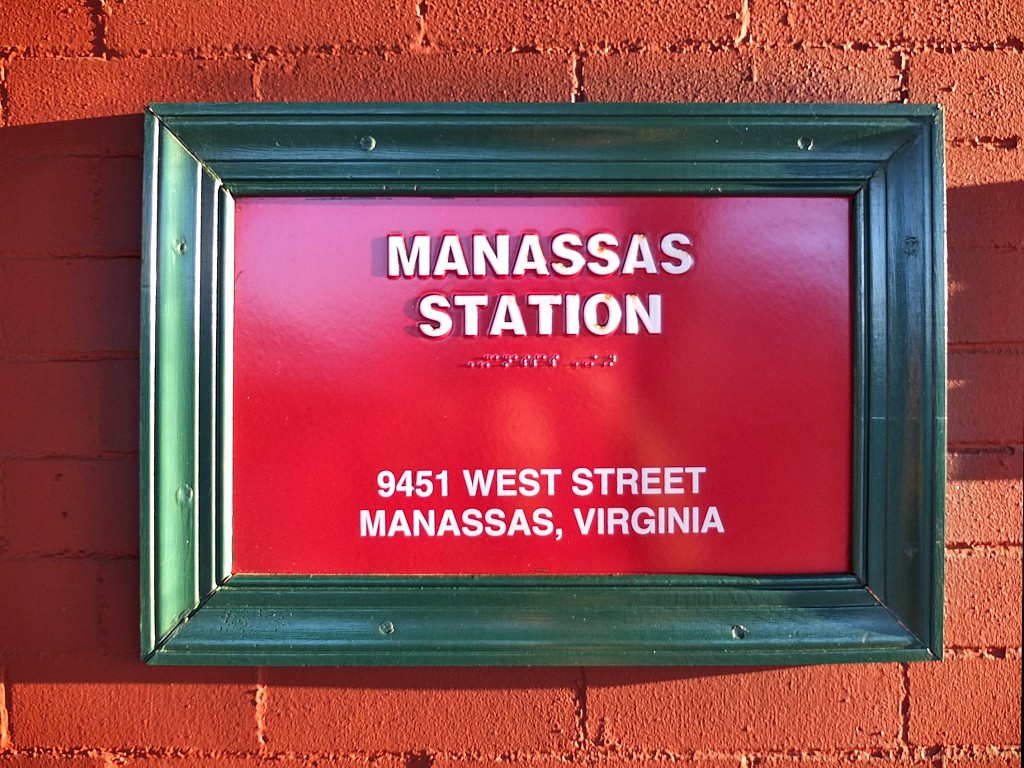 MANASSAS
STATION
9451 WEST STREET
MANASSAS, VIRGINIA